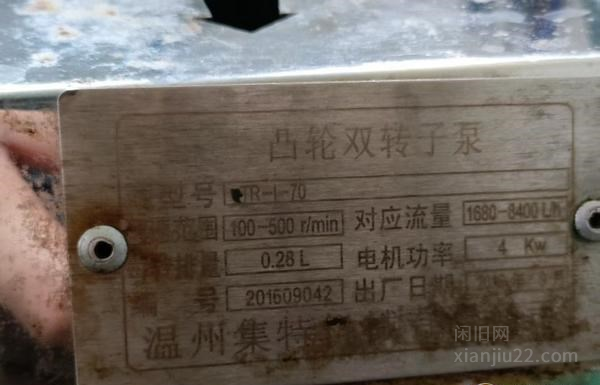 凸轮双转子泵
型号 TR-I-70
范围 100-500 r/min 对应流量 1680-8400 L/h
排量 0.28 L 电机功率 4 Kw
号 201609042 出厂日期
温州集特
闲旧网
xianjiu22.com